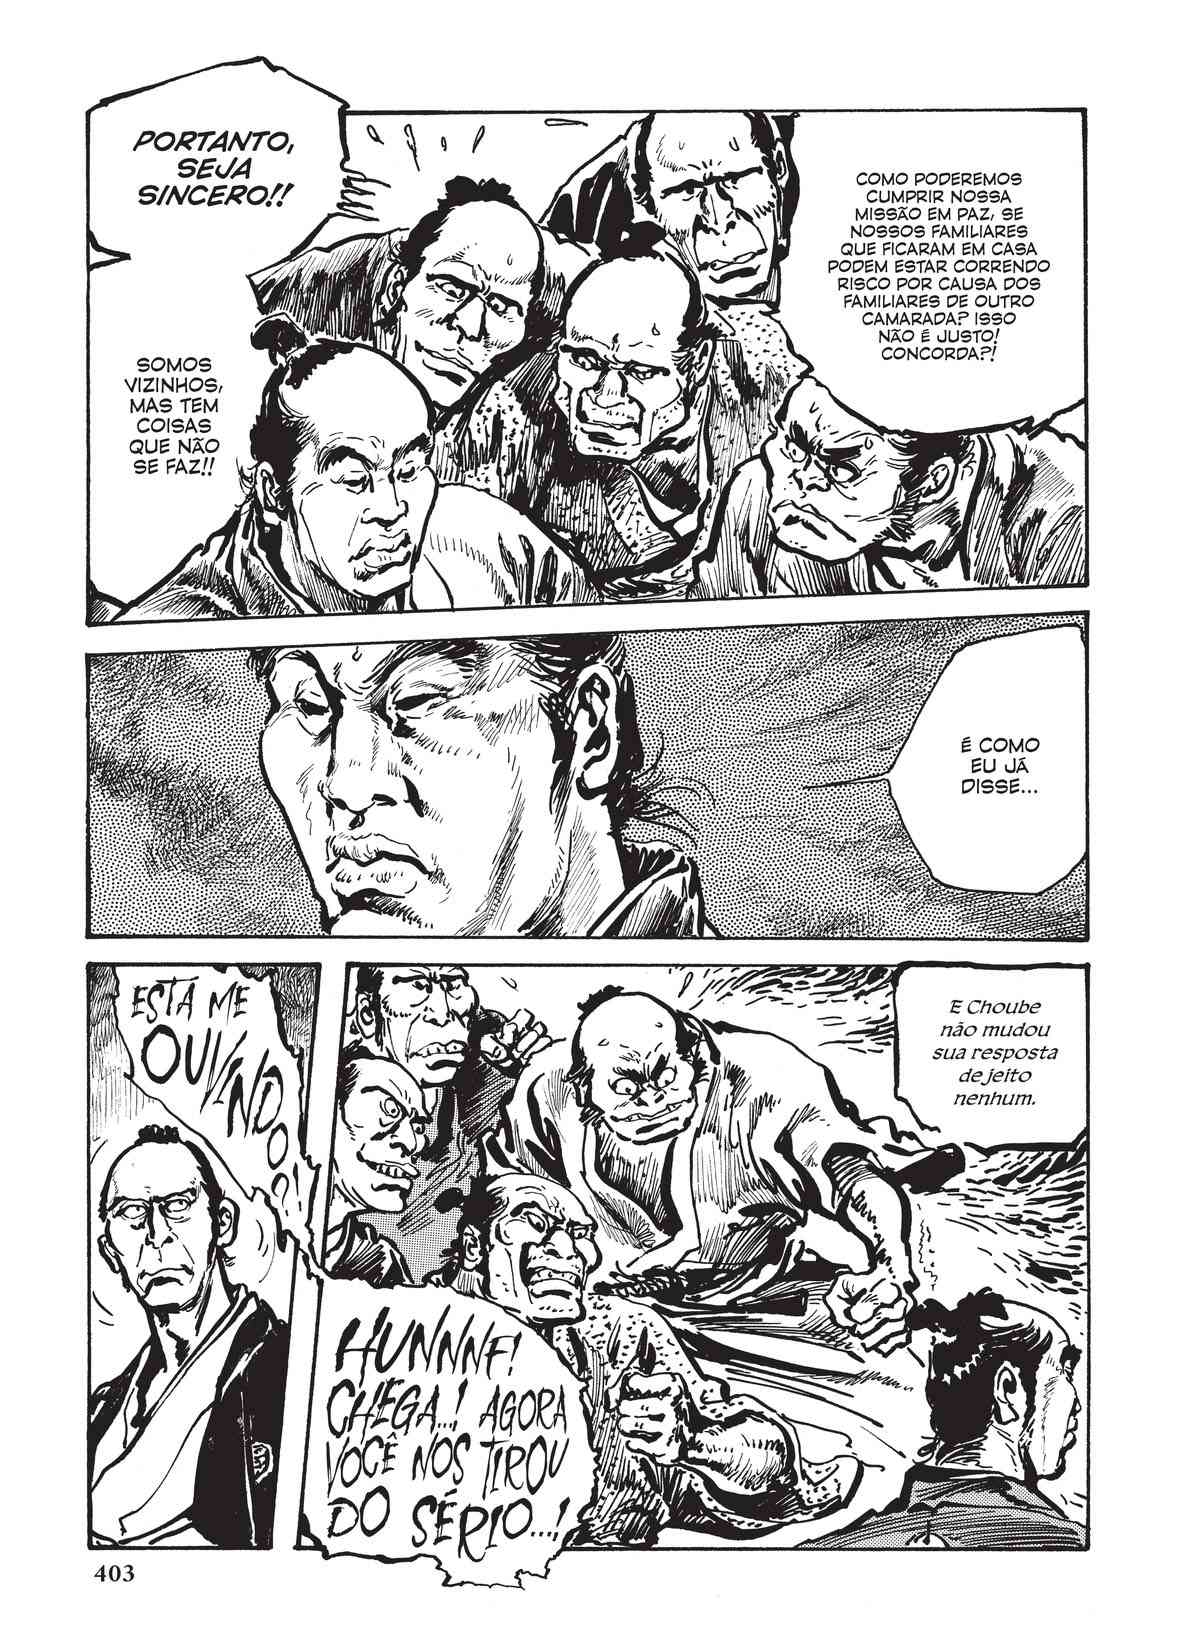 PORTANTO,
SEJA
SINCERO!!
COMO PODEREMOS
CUMPRIR NOSSA
MISSÃO EM PAZ, SE
NOSSOS FAMILIARES
QUE FICARAM EM CASA
PODEM ESTAR CORRENDO
RISCO POR CAUSA DOS
FAMILIARES DE OUTRO
CAMARADA? ISSO
NÃO É JUSTO!
CONCORDA?!
SOMOS
VIZINHOS,
MAS TEM
COISAS
QUE NÃO
SE FAZ!!
É COMO
EU JÁ
DISSE...
ESTA ME
OUVINDO?
E Choube
não mudou
sua resposta
de jeito
nenhum.
HUNNNF!
CHEGA...! AGORA
VOCÊ NOS TIROU
DO SÉRIO...!
403